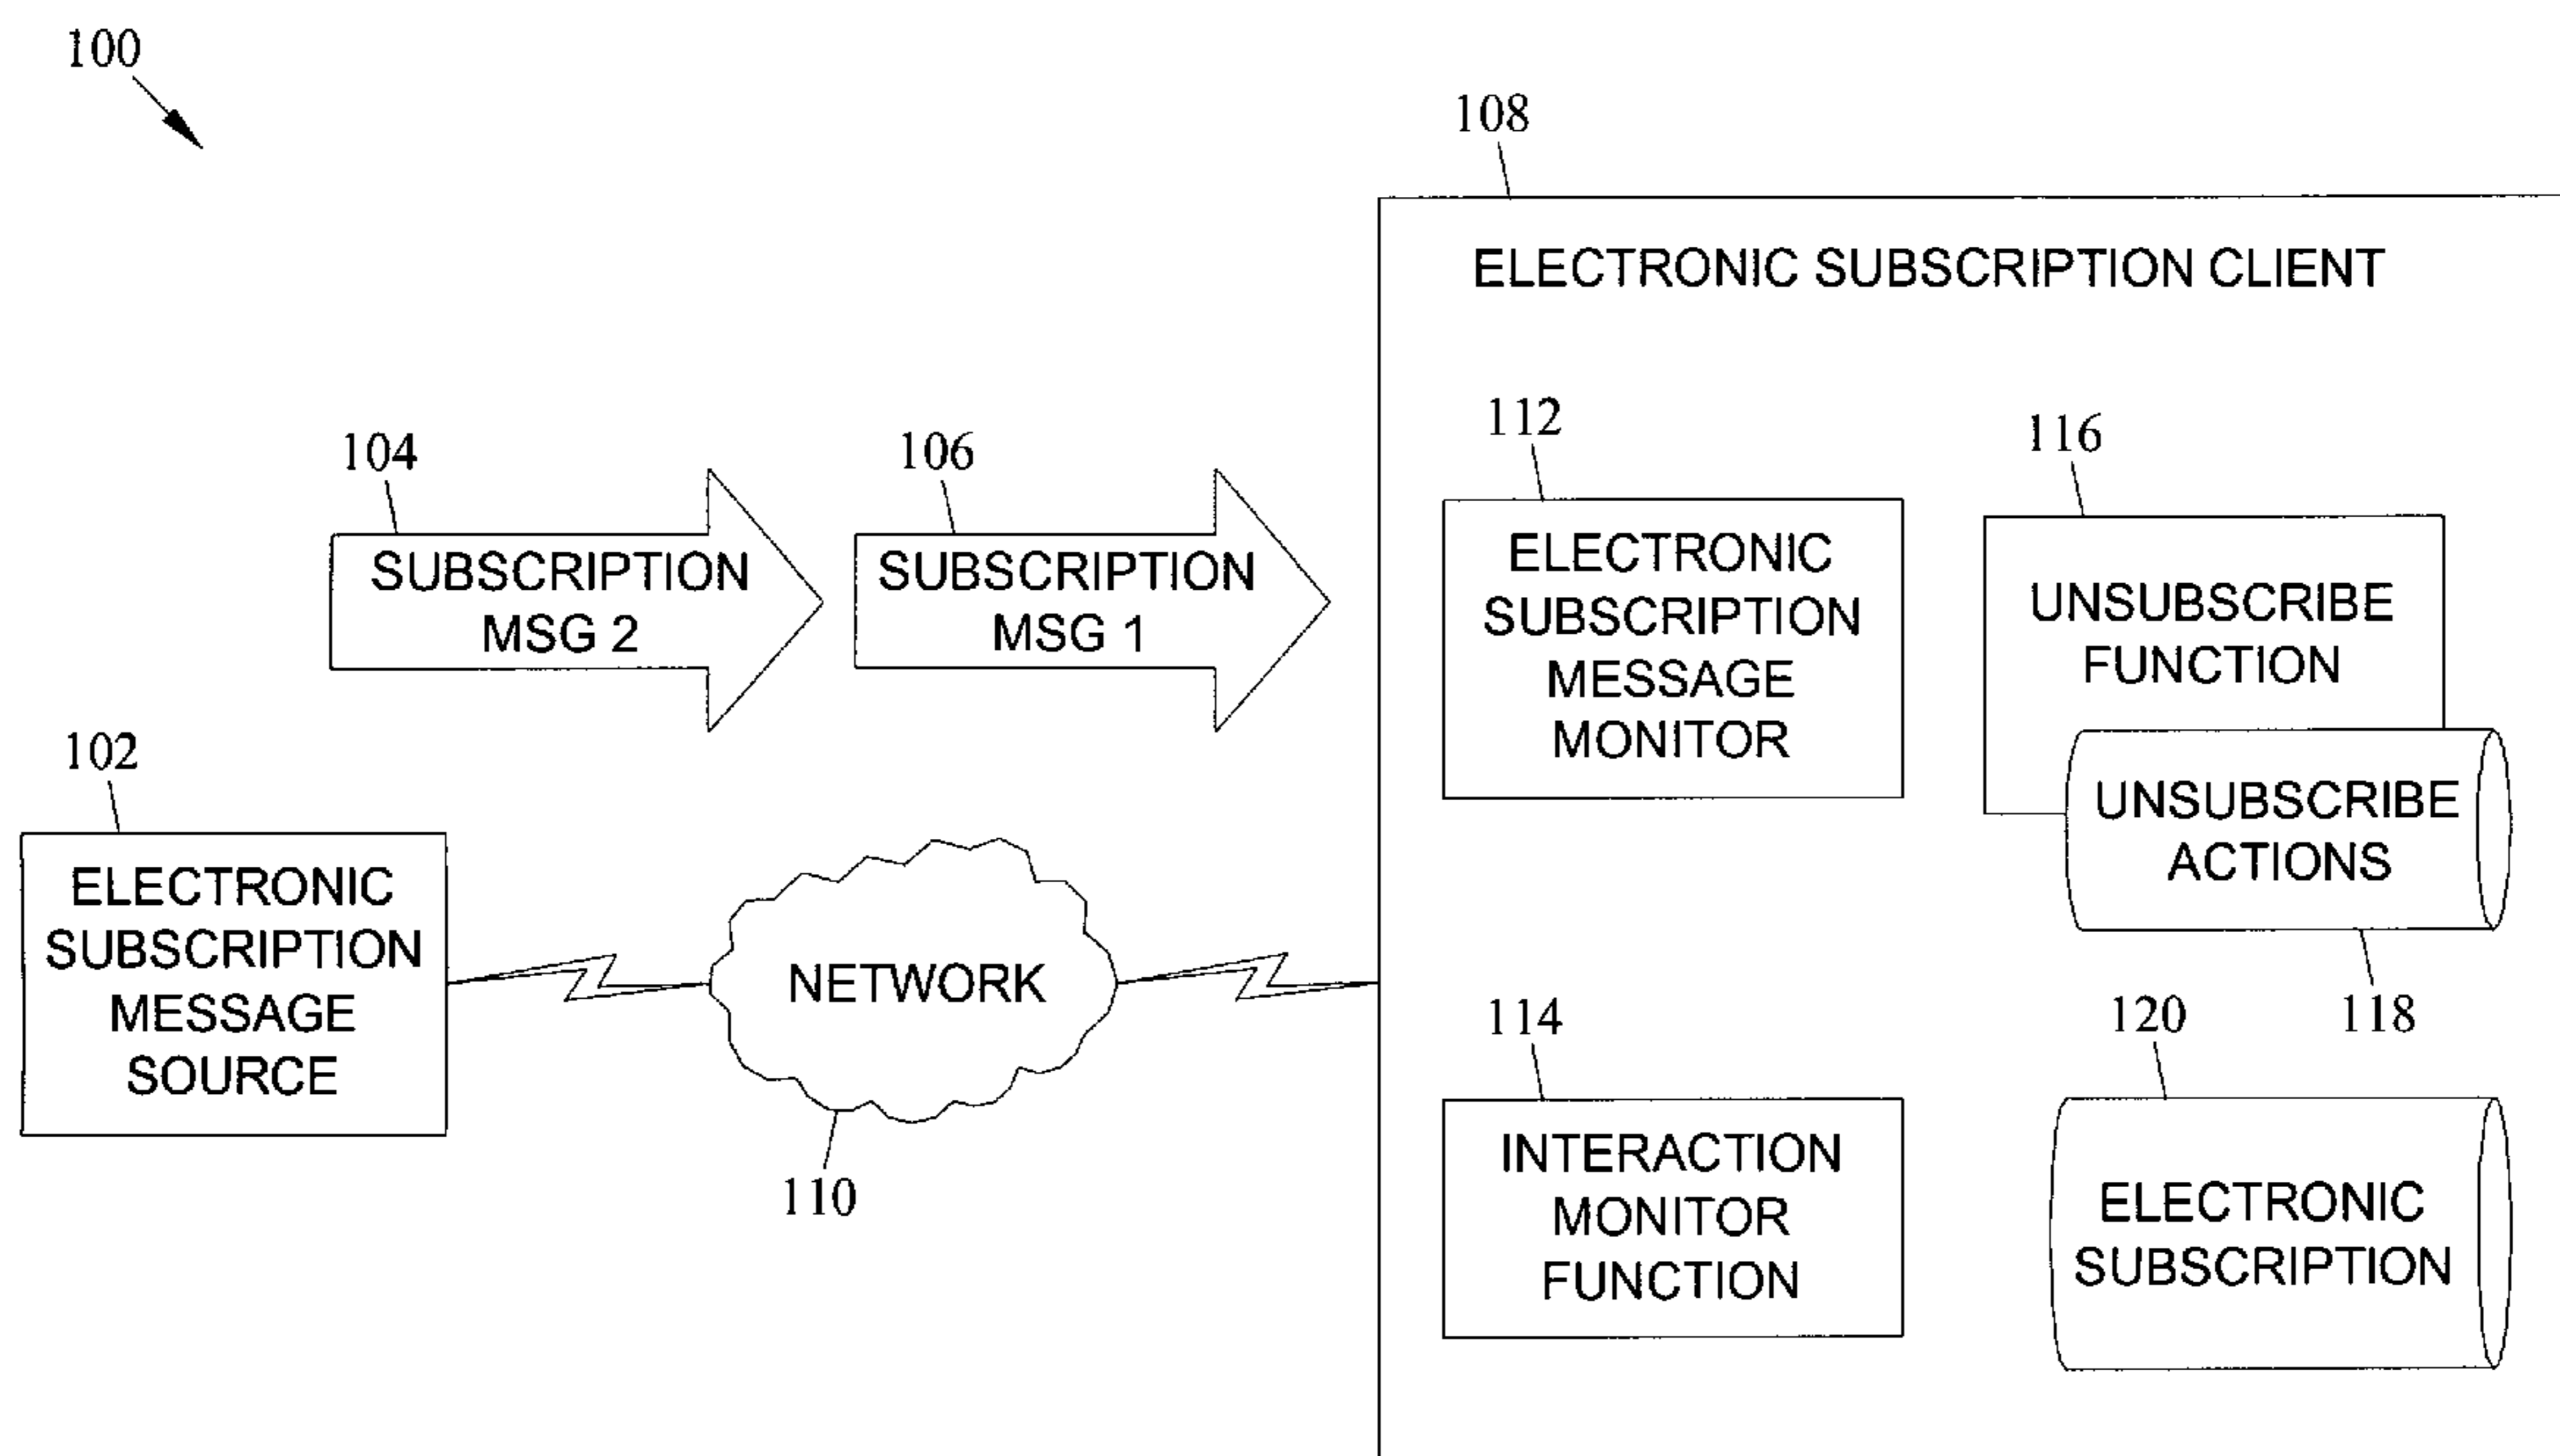 100
108
ELECTRONIC SUBSCRIPTION CLIENT
104
106
112
116
SUBSCRIPTION
MSG 2
SUBSCRIPTION
MSG 1
ELECTRONIC
SUBSCRIPTION
MESSAGE
MONITOR
UNSUBSCRIBE
FUNCTION
UNSUBSCRIBE
ACTIONS
118
102
ELECTRONIC
SUBSCRIPTION
MESSAGE
SOURCE
NETWORK
110
114
INTERACTION
MONITOR
FUNCTION
120
ELECTRONIC
SUBSCRIPTION